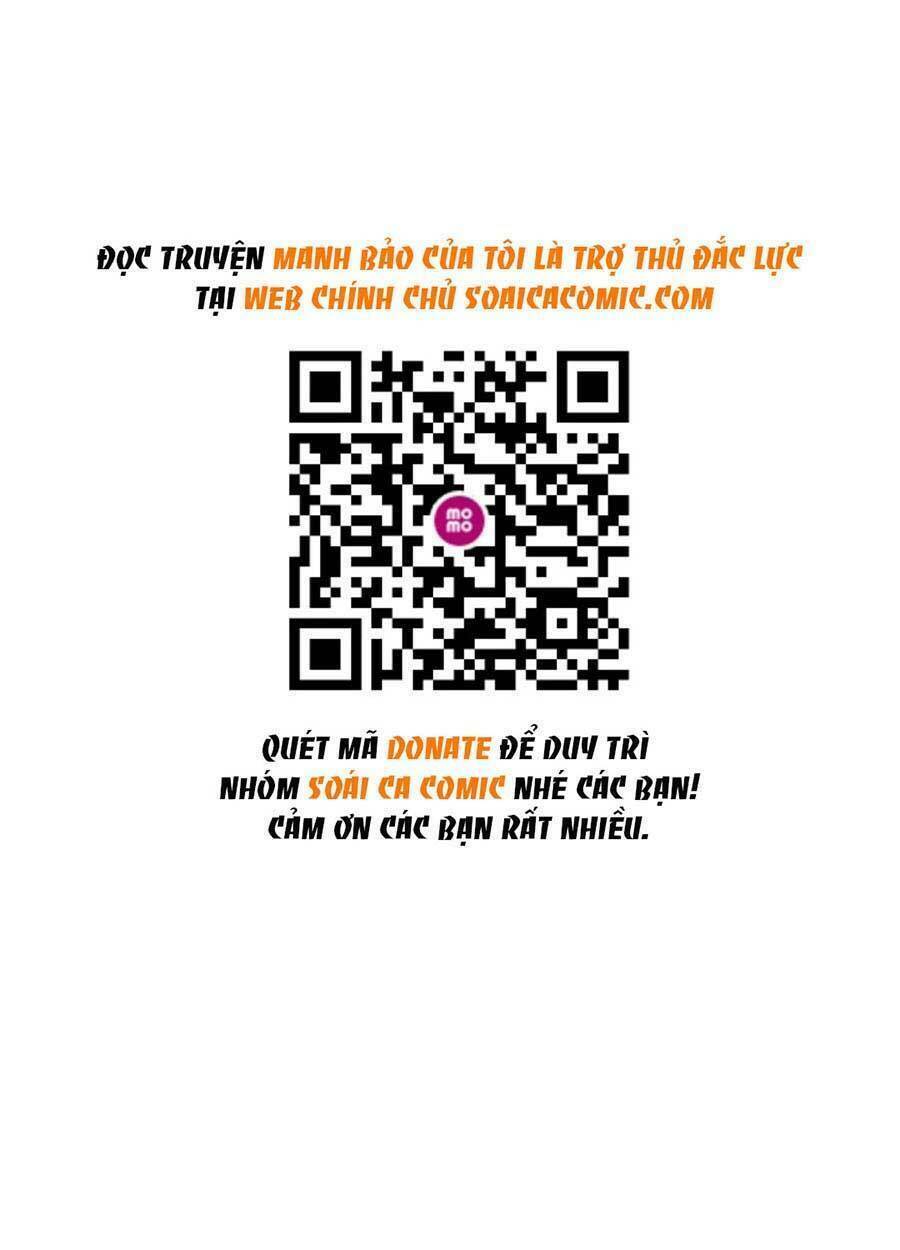 ĐỌC TRUYỆN MANH BẢO CỦA TÔI LÀ TRỢ THỦ ĐẮC LỰC
TẠI WEB CHÍNH CHỦ SOAICACOMIC.COM
mo
mo
QUÉT MÃ DONATE ĐỂ DUY TRÌ
NHÓM SOÁI CA COMIC NHÉ CÁC BẠN!
CẢM ƠN CÁC BẠN RẤT NHIỀU.